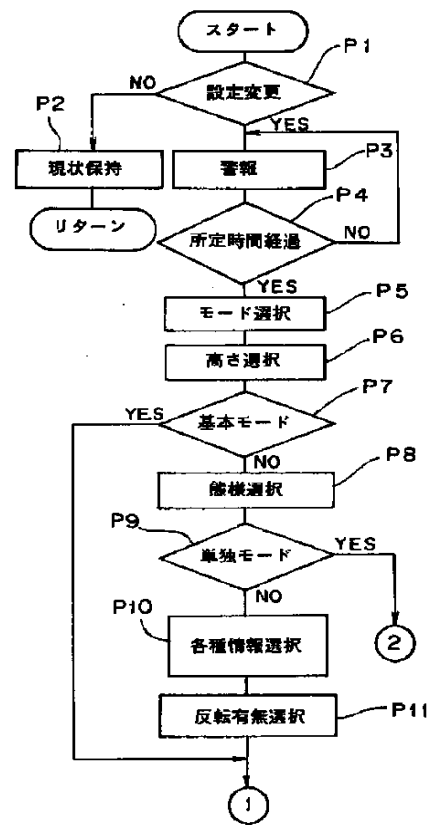 スタート
P1
設定変更
NO
YES
P2
現状保持
リターン
警報
P3
P4
所定時間経過
NO
YES
モード選択
P5
高さ選択
P6
P7
基本モード
YES
NO
態様選択
P8
P9
単独モード
YES
NO
P10
各種情報選択
2
反転有無選択
P11
1